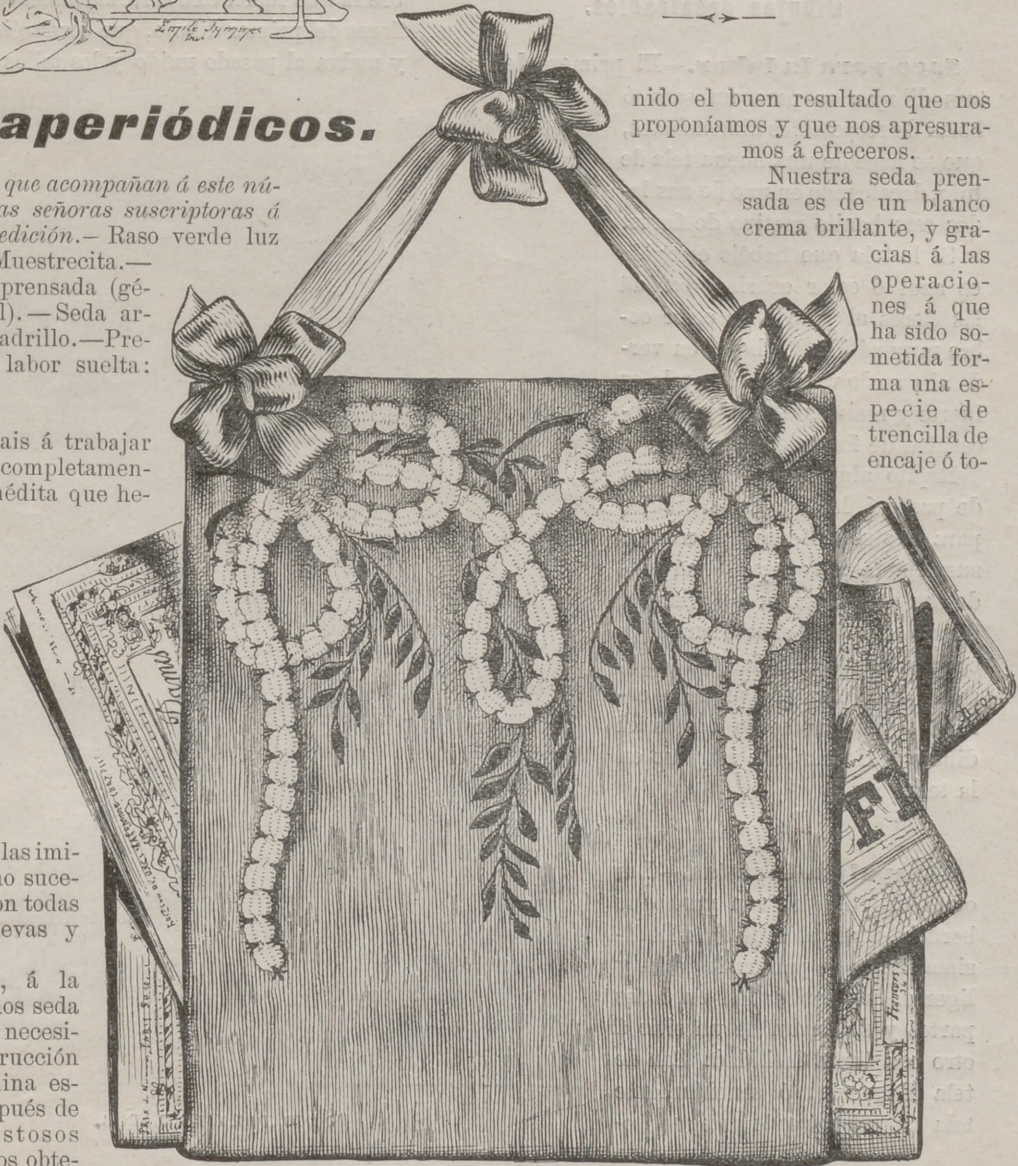 aperiódicos.
que acompañan á este nú-
as señoras suscriptoras á
edición.— Raso verde luz
Muestrecita.—
prensada (gé-
l).—Seda ar-
adrillo.—Pre-
labor suelta:
ais á trabajar
completamen-
nédita que he-
las imi-
no suce-
on todas
evas y
, á la
nos seda
necesi-
rucción
ina es-
pués de
stosos
os obte-
nido el buen resultado que nos
proponíamos y que nos apresura-
mos á efreceros.
Nuestra seda pren-
sada es de un blanco
crema brillante, y gra-
cias á las
operacio-
nes á que
ha sido so-
metida for-
ma una es-
pecie de
trencilla de
encaje ó to-
FI